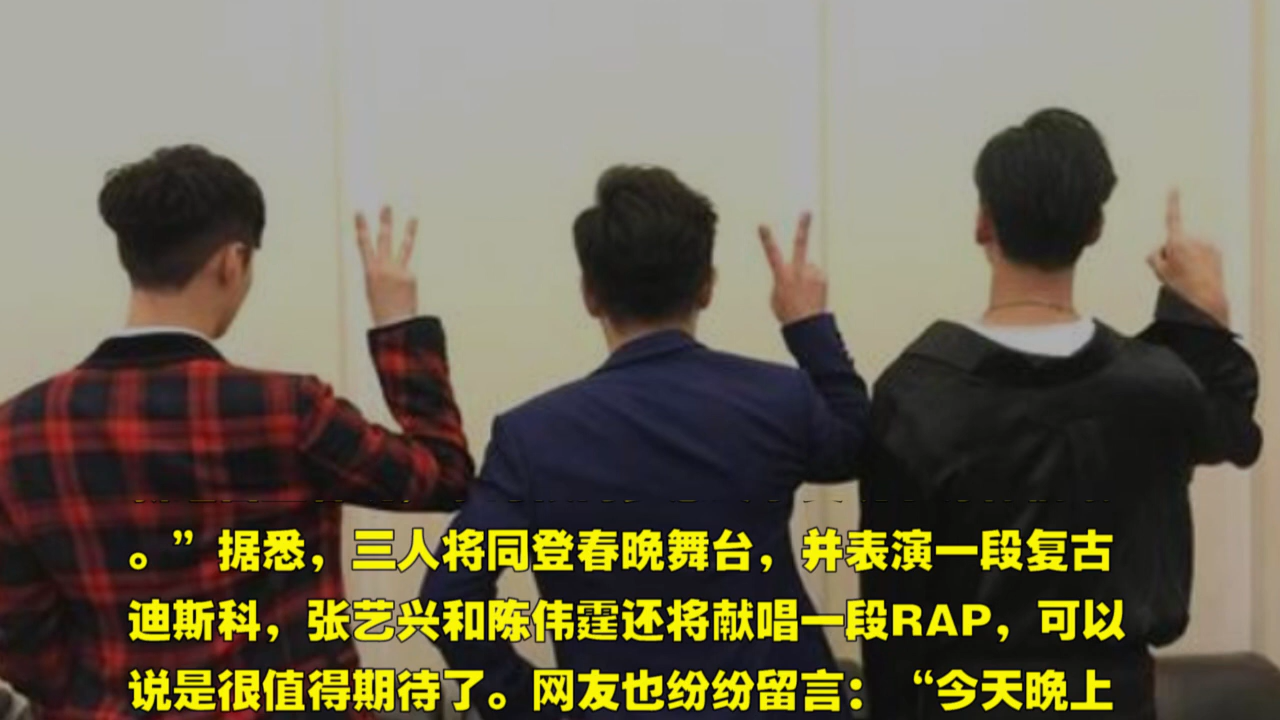 。”据悉，三人将同登春晚舞台，并表演一段复古
迪斯科，张艺兴和陈伟霆还将献唱一段RAP，可以
说是很值得期待了。网友也纷纷留言：“今天晚上